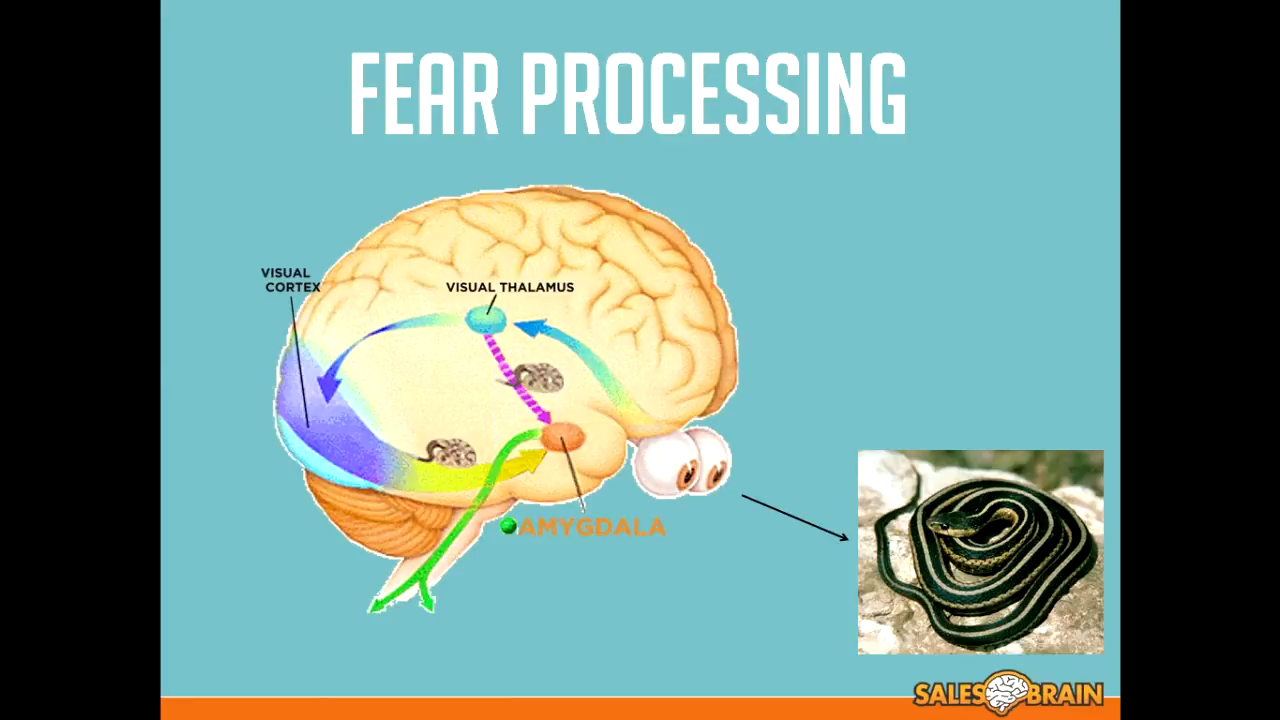 FEAR PROCESSING
VISUAL
CORTEX
VISUAL THALAMUS
AMYGDALA
SALES BRAIN